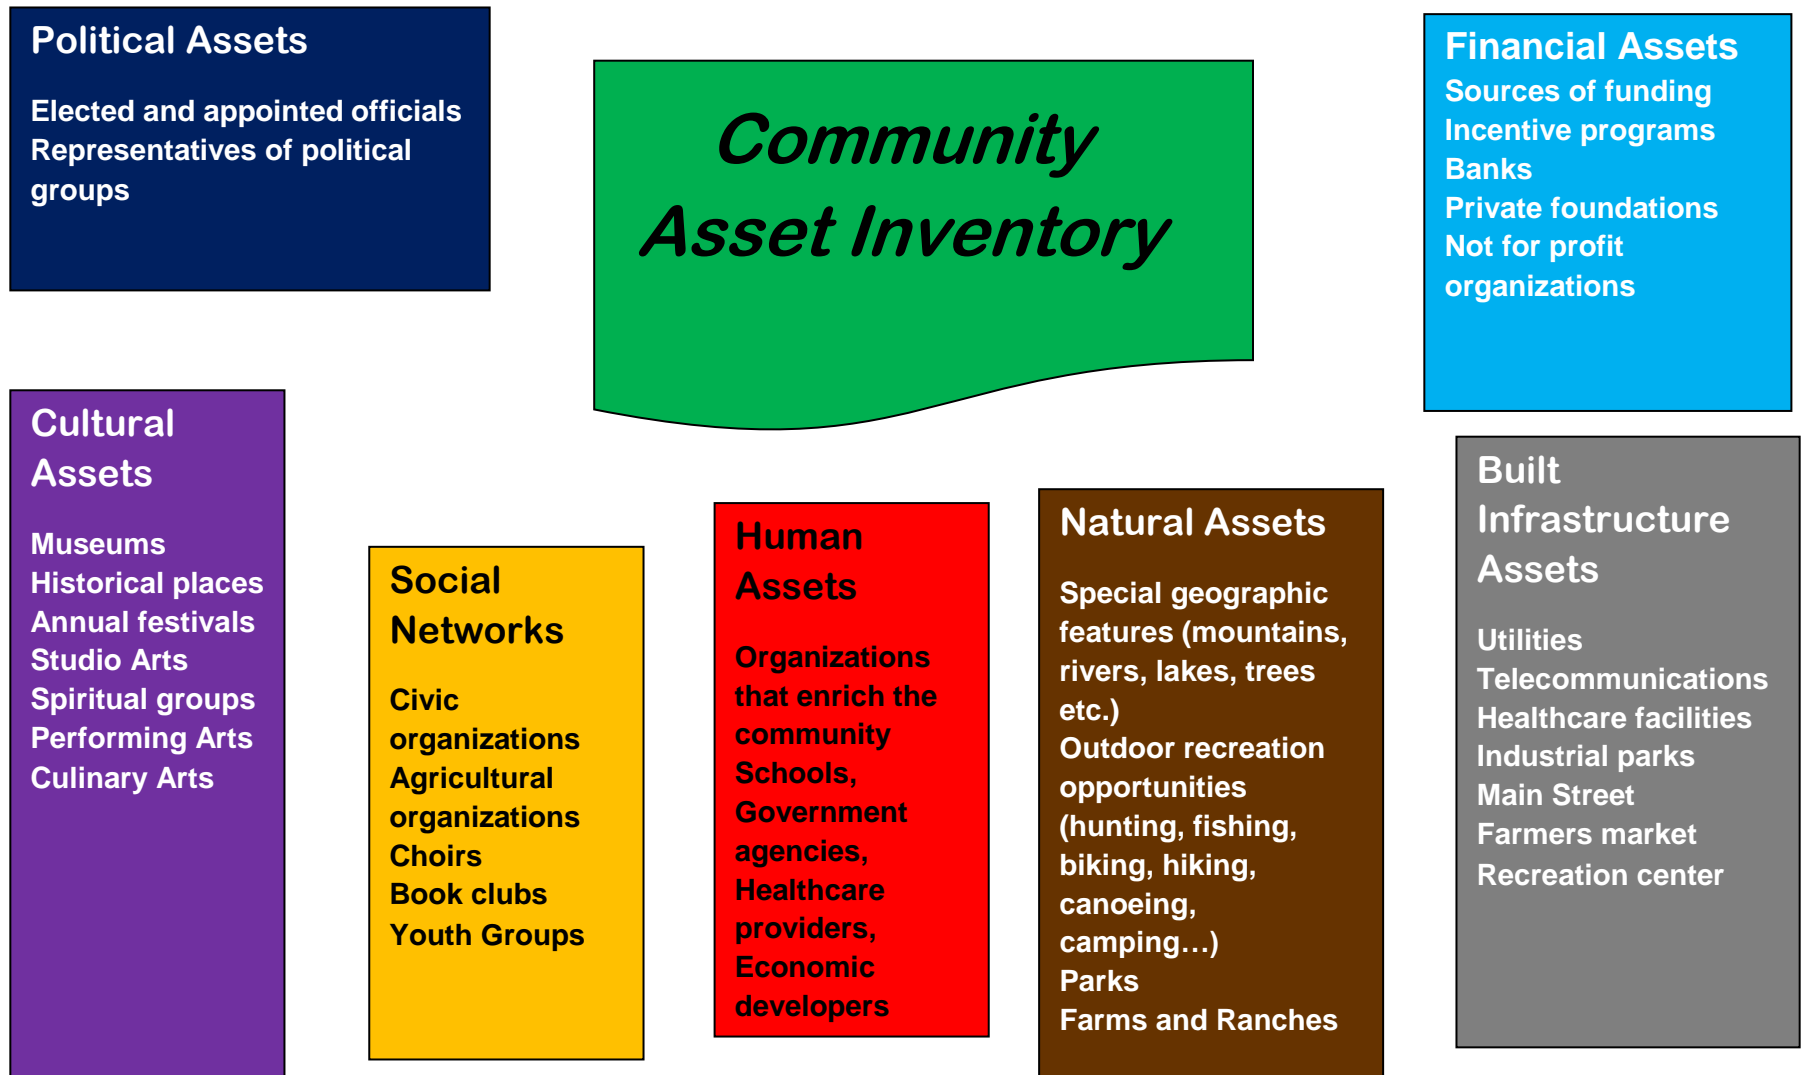 Political Assets
Elected and appointed officials
Representatives of political
groups
Community
Asset Inventory
Financial Assets
Sources of funding
Incentive programs
Banks
Private foundations
Not for profit
organizations
Cultural
Assets
Museums
Historical places
Annual festivals
Studio Arts
Spiritual groups
Performing Arts
Culinary Arts
Social
Networks
Civic
organizations
Agricultural
organizations
Choirs
Book clubs
Youth Groups
Human
Assets
Organizations
that enrich the
community
Schools,
Government
agencies,
Healthcare
providers,
Economic
developers
Natural Assets
Special geographic
features (mountains,
rivers, lakes, trees
etc.)
Outdoor recreation
opportunities
(hunting, fishing,
biking, hiking,
canoeing,
camping…)
Parks
Farms and Ranches
Built
Infrastructure
Assets
Utilities
Telecommunications
Healthcare facilities
Industrial parks
Main Street
Farmers market
Recreation center